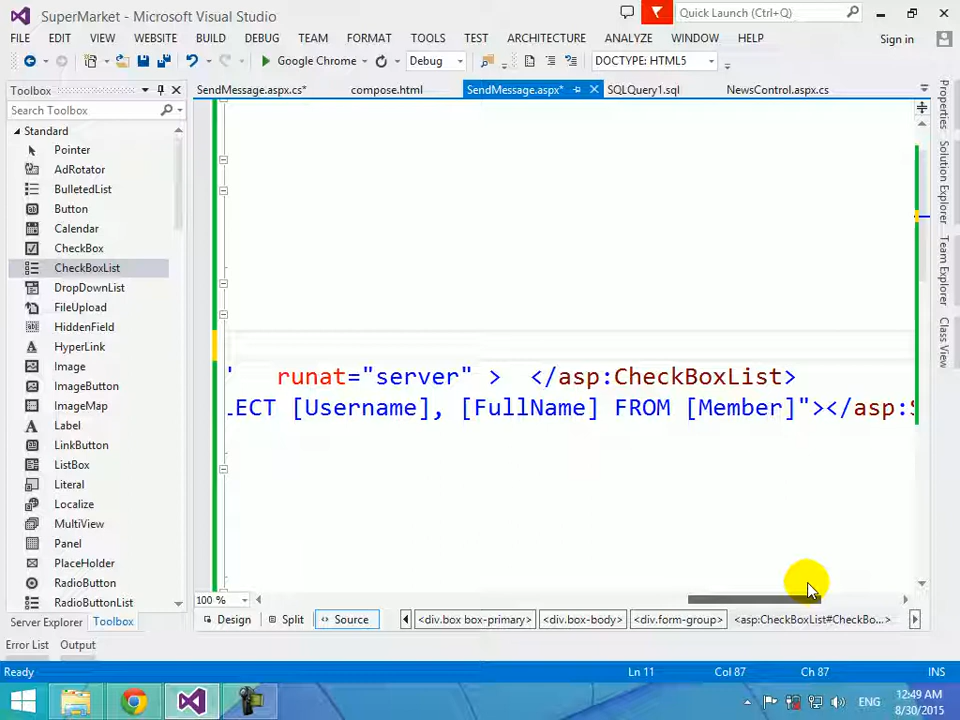 SuperMarket - Microsoft Visual Studio
Quick Launch (Ctrl+Q)
FILE EDIT VIEW WEBSITE BUILD DEBUG TEAM FORMAT TOOLS TEST ARCHITECTURE ANALYZE WINDOW HELP
Sign in
Google Chrome Debug DOCTYPE: HTML5
Toolbox
SendMessage.aspx.cs* compose.html SendMessage.aspx* SQLQuery1.sql NewsControl.aspx.cs
Search Toolbox
Standard
Pointer
AdRotator
BulletedList
Button
Calendar
CheckBox
CheckBoxList
DropDownList
FileUpload
HiddenField
HyperLink
Image
ImageButton
ImageMap
Label
LinkButton
ListBox
Literal
Localize
MultiView
Panel
PlaceHolder
RadioButton
RadioButtonList
" runat="server" > </asp:CheckBoxList>
LECT [Username], [FullName] FROM [Member]"></asp:S
Properties
Solution Explorer
Team Explorer
Class View
100 %
Server Explorer Toolbox
Design Split Source
<div.box box-primary> <div.box-body> <div.form-group> <asp:CheckBoxList#CheckBo...>
Error List Output
Ready Ln 11 Col 87 Ch 87 INS
ENG
12:49 AM
8/30/2015